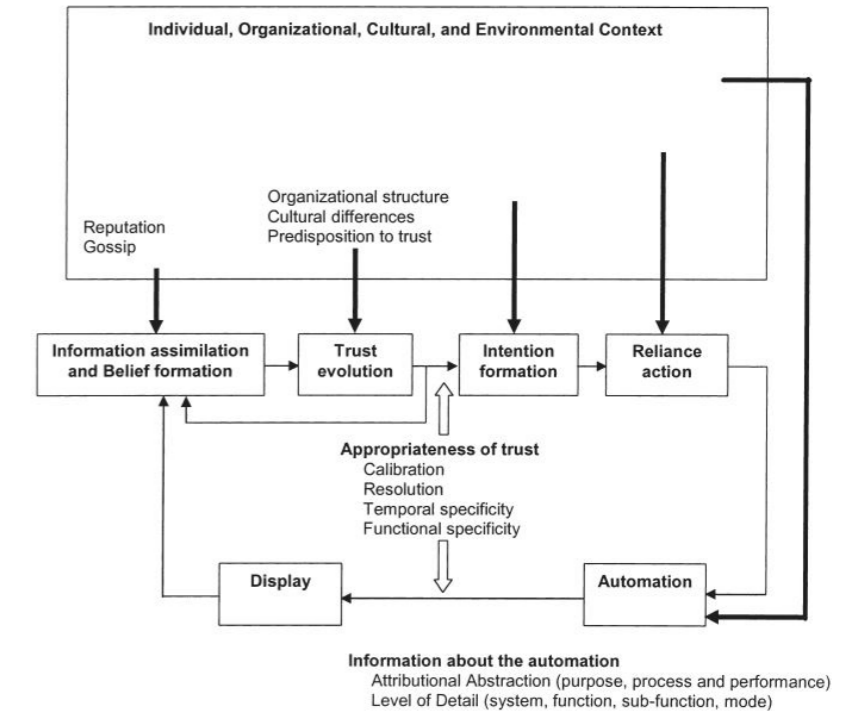 Individual, Organizational, Cultural, and Environmental Context
Reputation
Gossip
Organizational structure
Cultural differences
Predisposition to trust
Information assimilation
and Belief formation
Trust
evolution
Intention
formation
Reliance
action
Appropriateness of trust
Calibration
Resolution
Temporal specificity
Functional specificity
Display
Automation
Information about the automation
Attributional Abstraction (purpose, process and performance)
Level of Detail (system, function, sub-function, mode)